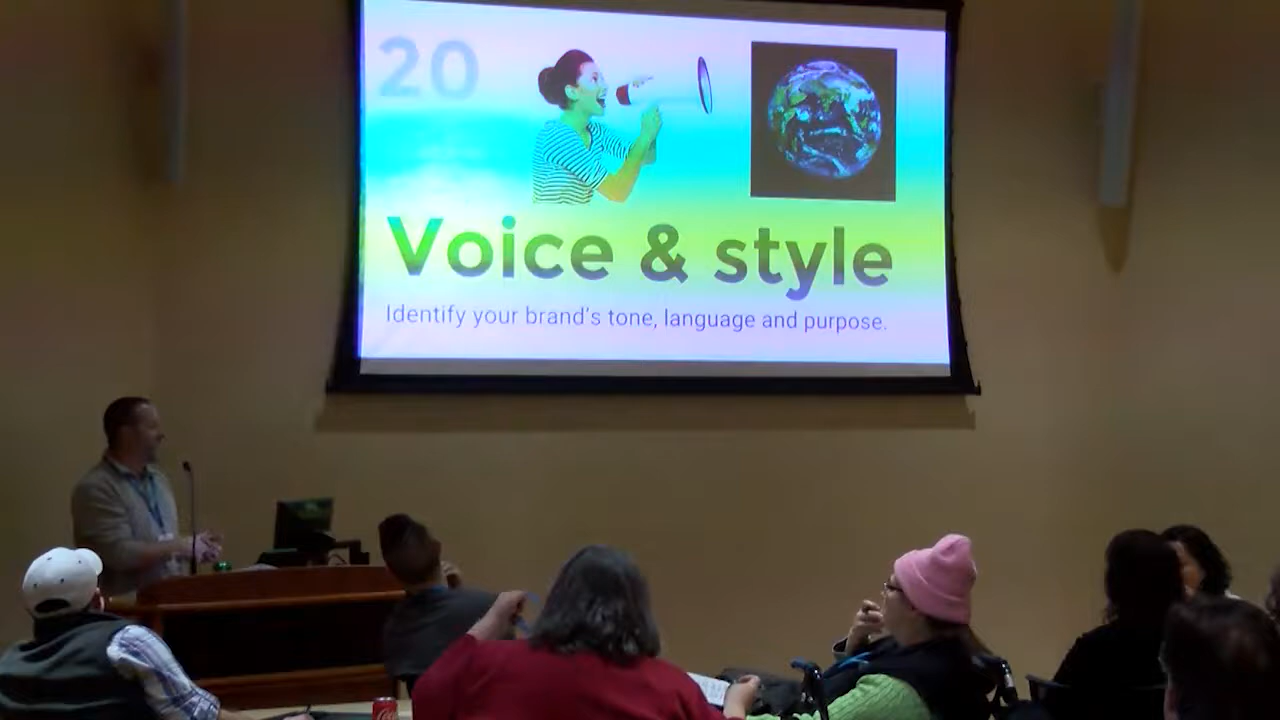 20
Voice & style
Identify your brand's tone, language and purpose.